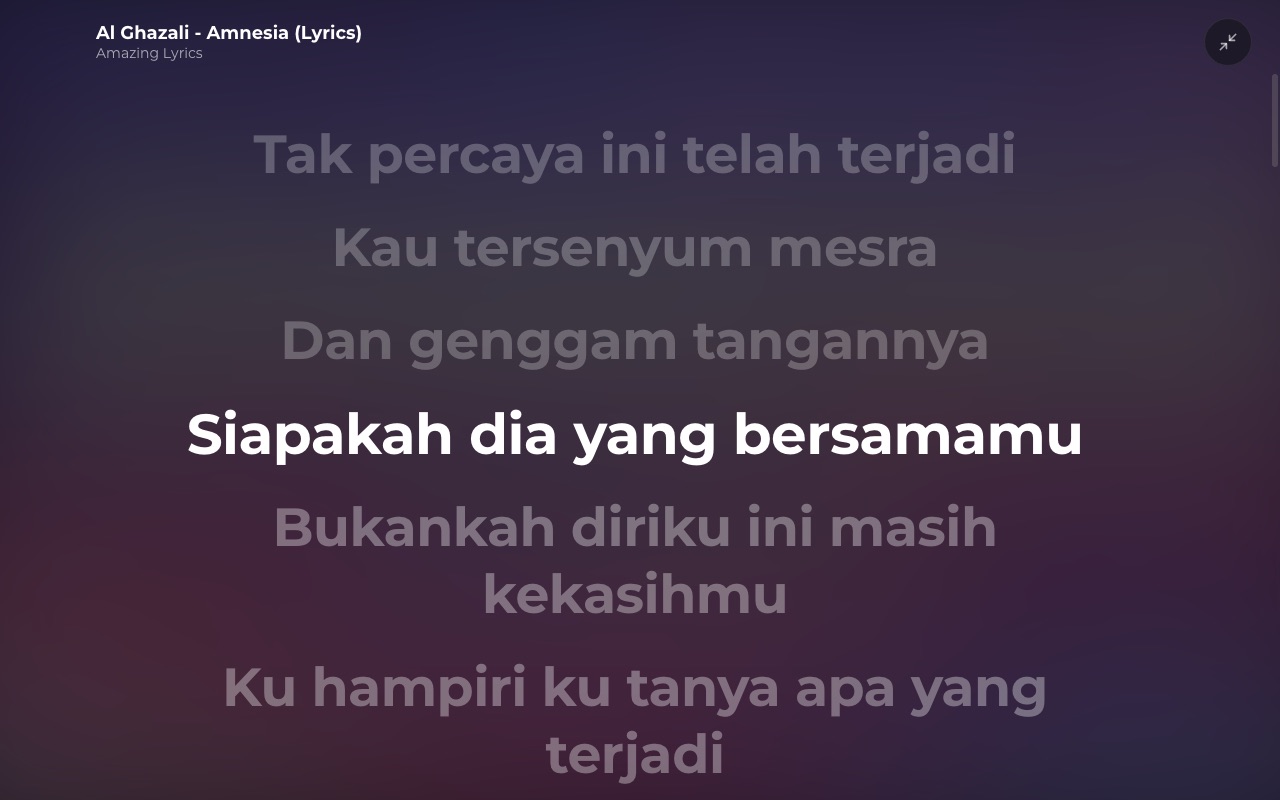 Al Ghazali - Amnesia (Lyrics)
Amazing Lyrics
Tak percaya ini telah terjadi
Kau tersenyum mesra
Dan genggam tangannya
Siapakah dia yang bersamamu
Bukankah diriku ini masih
kekasihmu
Ku hampiri ku tanya apa yang
terjadi